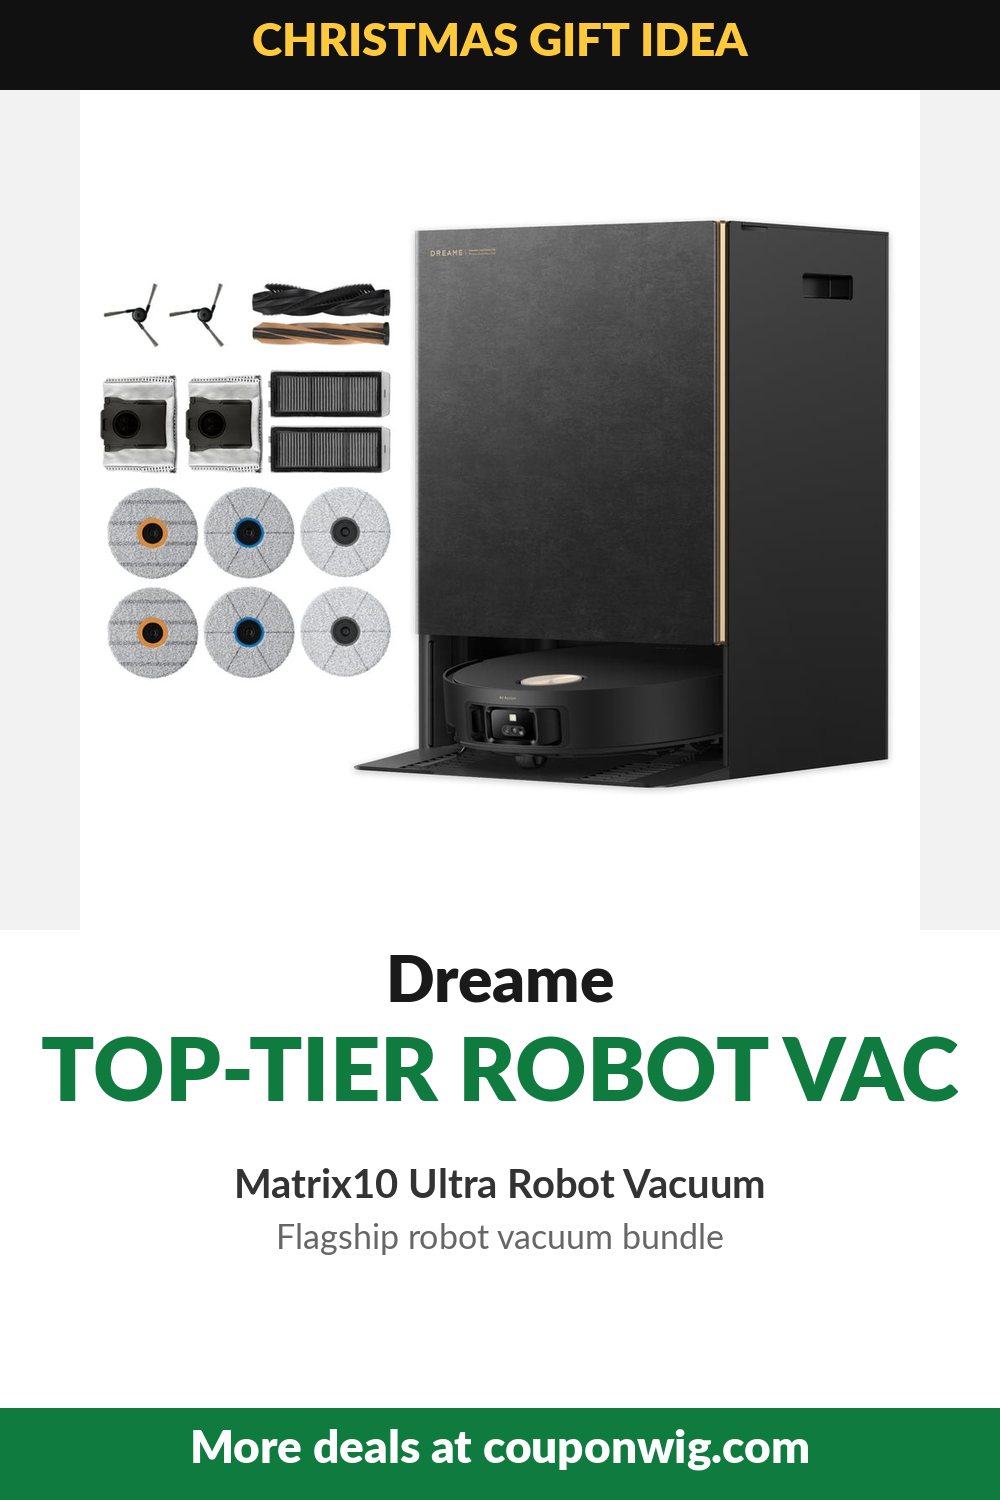 CHRISTMAS GIFT IDEA
DREAME
Dreame
TOP-TIER ROBOT VAC
Matrix10 Ultra Robot Vacuum
Flagship robot vacuum bundle
More deals at couponwig.com